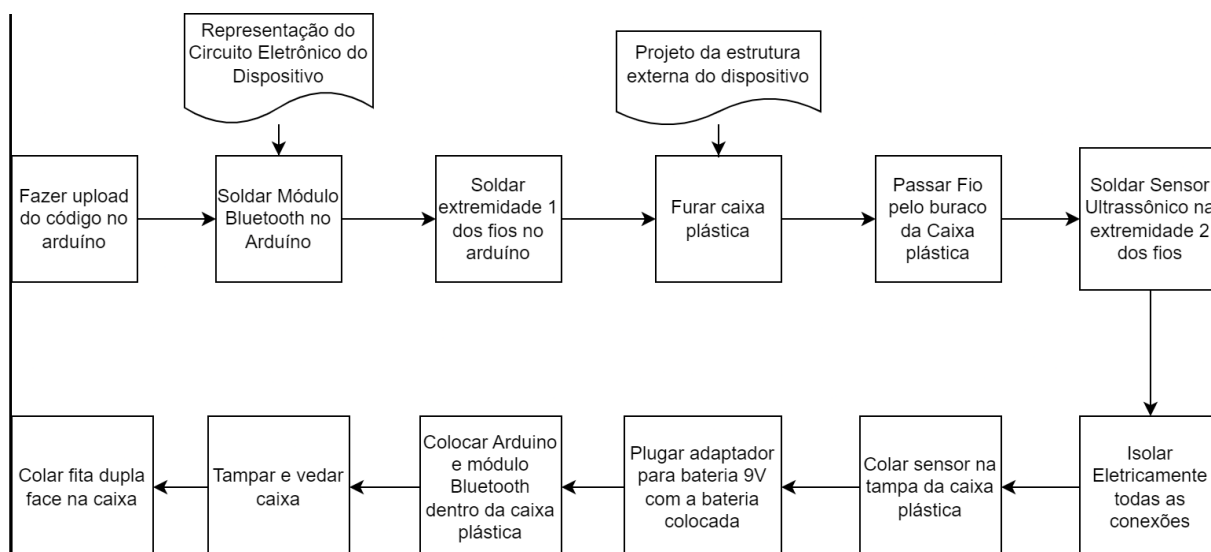 Representação do
Circuito Eletrônico do
Dispositivo
Projeto da estrutura
externa do dispositivo
Fazer upload
do código no
arduíno
Soldar Módulo
Bluetooth no
Arduíno
Soldar
extremidade 1
dos fios no
arduíno
Furar caixa
plástica
Passar Fio
pelo buraco
da Caixa
plástica
Soldar Sensor
Ultrassônico na
extremidade 2
dos fios
Colar fita dupla
face na caixa
Tampar e vedar
caixa
Colocar Arduino
e módulo
Bluetooth
dentro da caixa
plástica
Plugar adaptador
para bateria 9V
com a bateria
colocada
Colar sensor na
tampa da caixa
plástica
Isolar
Eletricamente
todas as
conexões